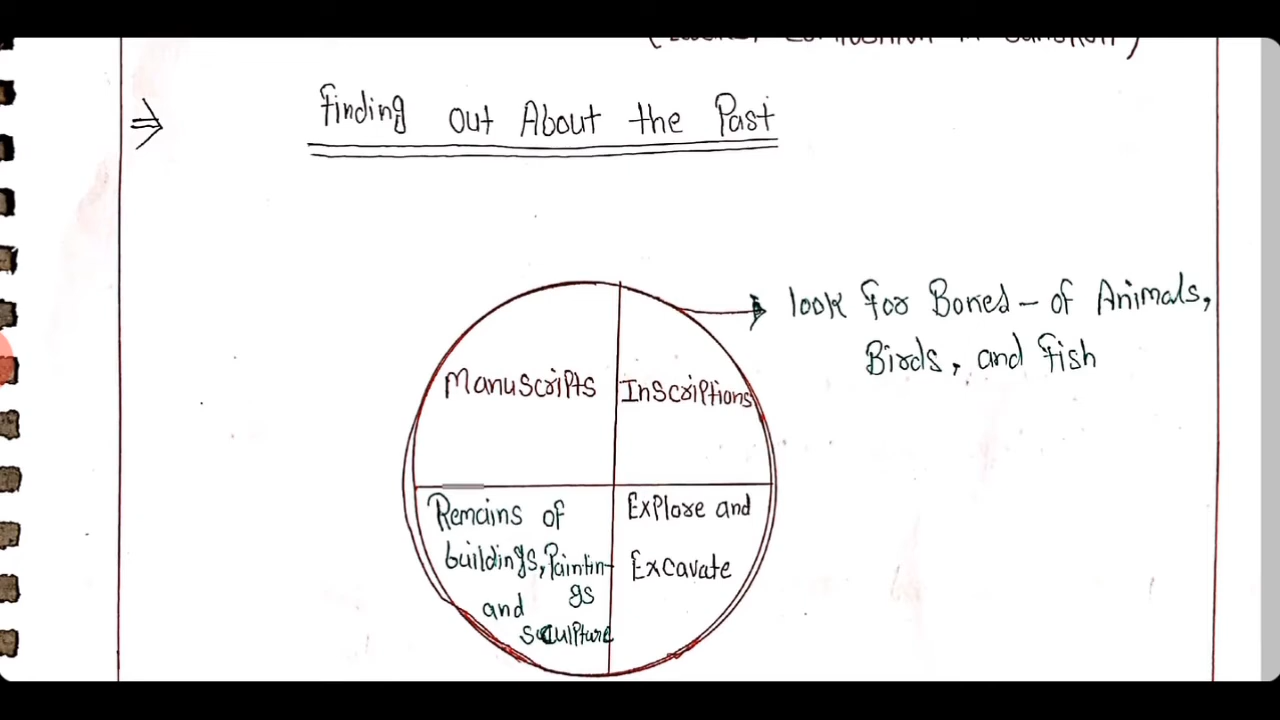 Finding out About the Past
look for Boned - of Animals,
Birds, and Fish
Manuscripts
Inscriptions
Remains of
buildings, Paintin-
gs
and
sculpture
Explore and
Excavate